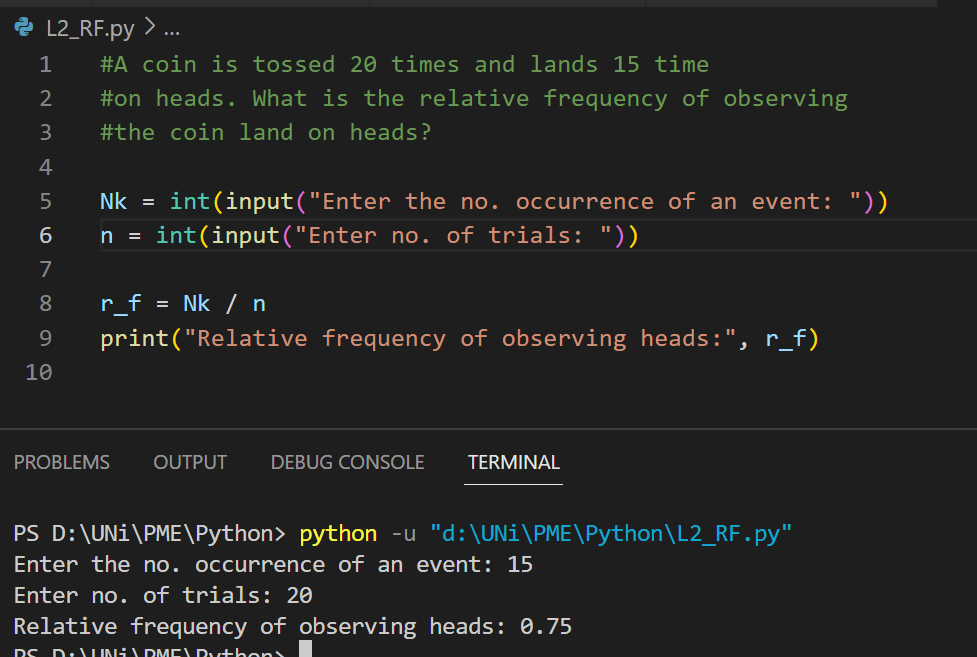 L2_RF.py > ...
1 #A coin is tossed 20 times and lands 15 time
2 #on heads. What is the relative frequency of observing
3 #the coin land on heads?
4
5 Nk = int(input("Enter the no. occurrence of an event: "))
6 n = int(input("Enter no. of trials: "))
7
8 r_f = Nk / n
9 print("Relative frequency of observing heads:", r_f)
10
PROBLEMS OUTPUT DEBUG CONSOLE TERMINAL
PS D:\UNi\PME\Python> python -u "d:\UNi\PME\Python\L2_RF.py"
Enter the no. occurrence of an event: 15
Enter no. of trials: 20
Relative frequency of observing heads: 0.75
PS D:\UNi\PME\Python>